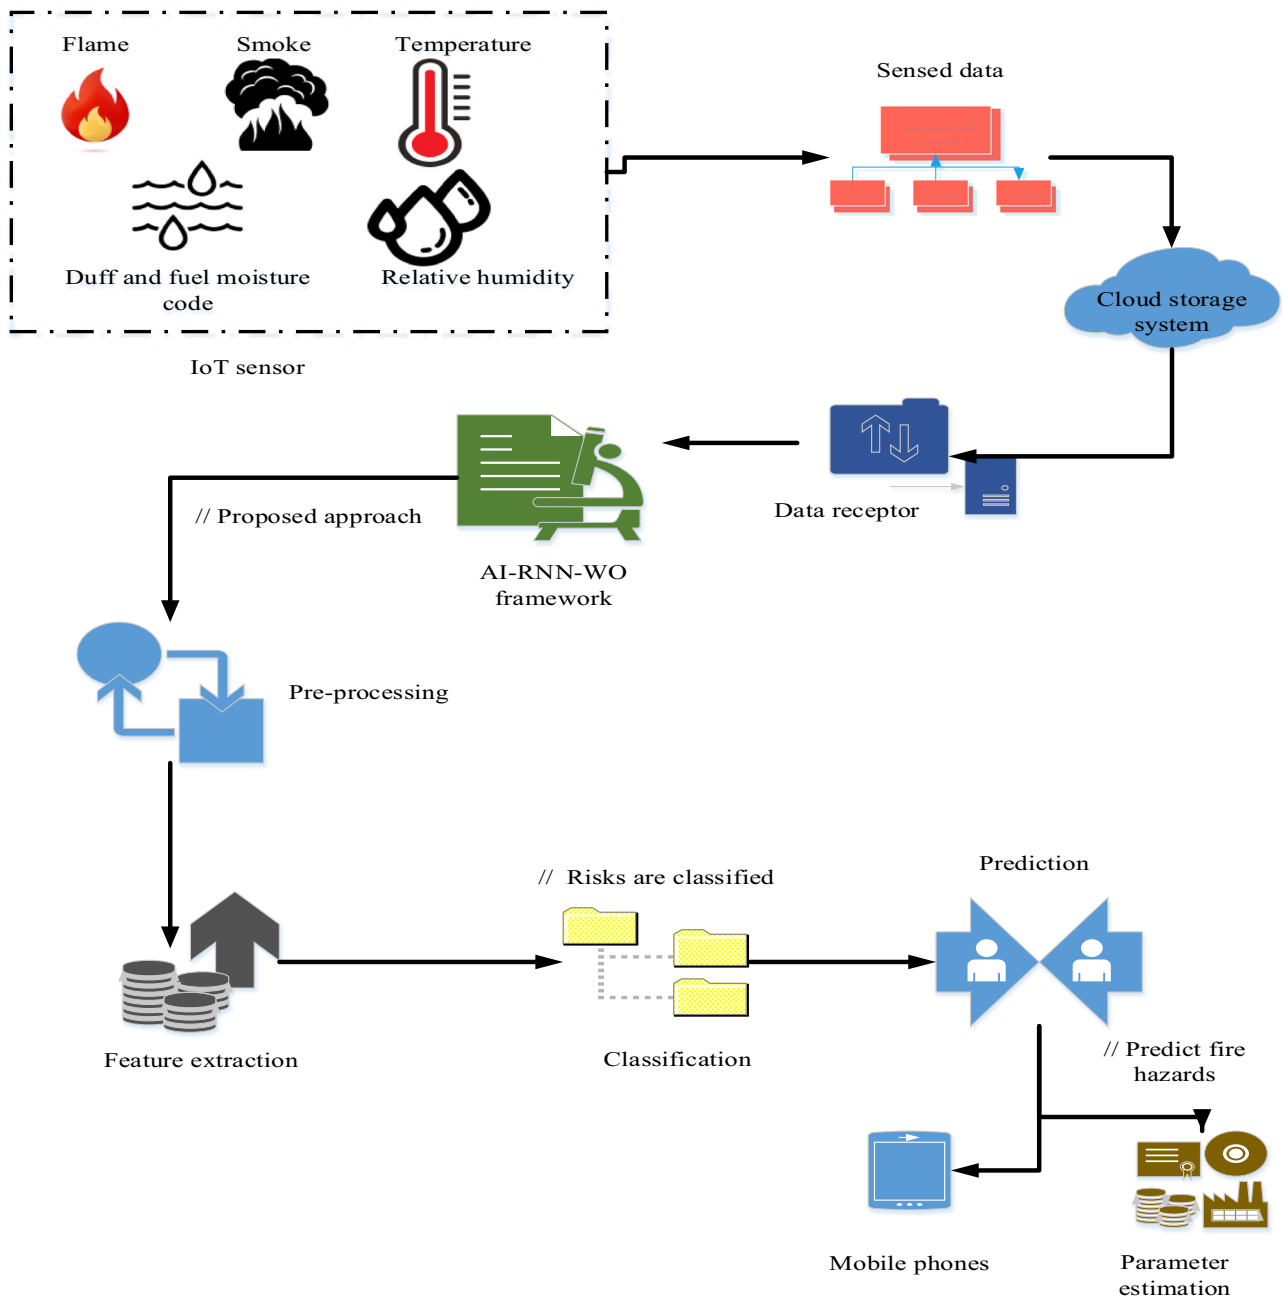 Flame
Smoke
Temperature
Sensed data
Duff and fuel moisture
code
Relative humidity
Cloud storage
system
IoT sensor
// Proposed approach
Data receptor
AI-RNN-WO
framework
Pre-processing
// Risks are classified
Prediction
Feature extraction
Classification
// Predict fire
hazards
Mobile phones
Parameter
estimation